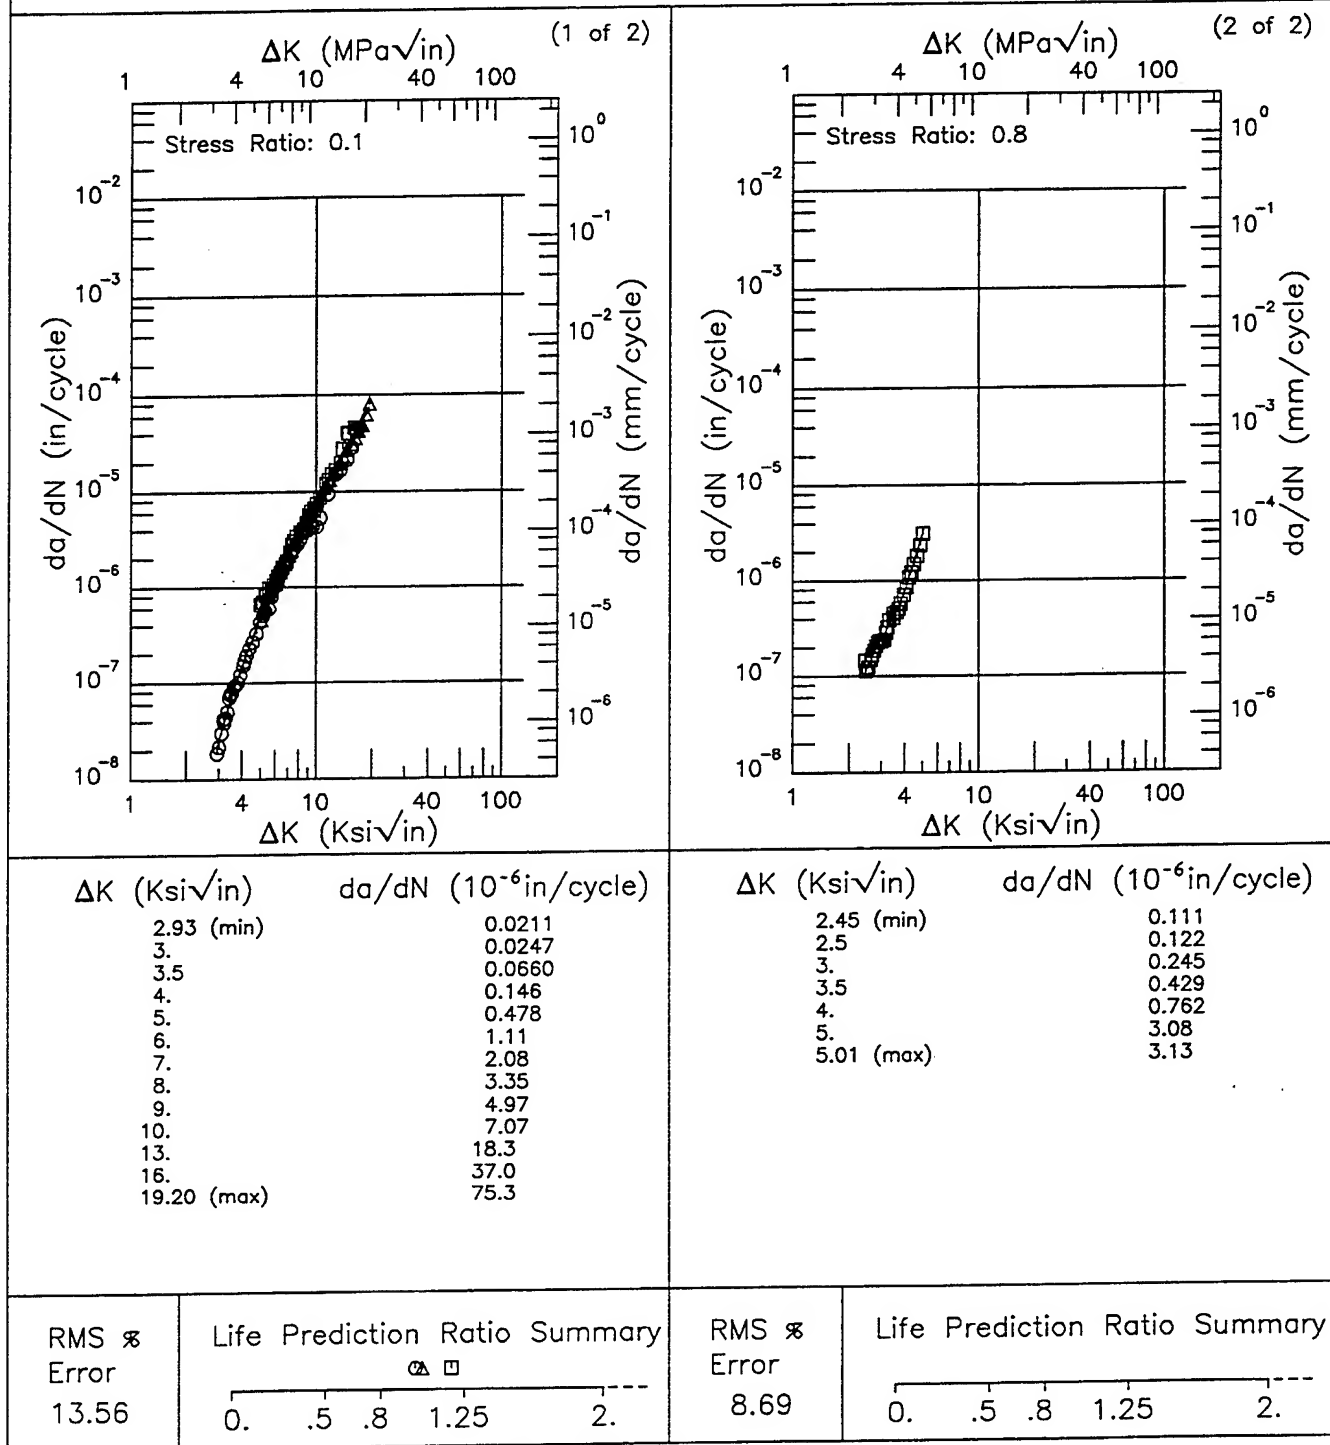 (1 of 2)
ΔK (MPa√in)
1 4 10 40 100
Stress Ratio: 0.1
da/dN (in/cycle)
10⁻²
10⁻³
10⁻⁴
10⁻⁵
10⁻⁶
10⁻⁷
10⁻⁸
10⁰
10⁻¹
10⁻²
10⁻³
10⁻⁴
10⁻⁵
10⁻⁶
da/dN (mm/cycle)
1 4 10 40 100
ΔK (Ksi√in)
(2 of 2)
ΔK (MPa√in)
1 4 10 40 100
Stress Ratio: 0.8
da/dN (in/cycle)
10⁻²
10⁻³
10⁻⁴
10⁻⁵
10⁻⁶
10⁻⁷
10⁻⁸
10⁰
10⁻¹
10⁻²
10⁻³
10⁻⁴
10⁻⁵
10⁻⁶
da/dN (mm/cycle)
1 4 10 40 100
ΔK (Ksi√in)
ΔK (Ksi√in) da/dN (10⁻⁶in/cycle)
2.93 (min) 0.0211
3. 0.0247
3.5 0.0660
4. 0.146
5. 0.478
6. 1.11
7. 2.08
8. 3.35
9. 4.97
10. 7.07
13. 18.3
16. 37.0
19.20 (max) 75.3
ΔK (Ksi√in) da/dN (10⁻⁶in/cycle)
2.45 (min) 0.111
2.5 0.122
3. 0.245
3.5 0.429
4. 0.762
5. 3.08
5.01 (max) 3.13
RMS %
Error
13.56
Life Prediction Ratio Summary
0. .5 .8 1.25 2.
RMS %
Error
8.69
Life Prediction Ratio Summary
0. .5 .8 1.25 2.